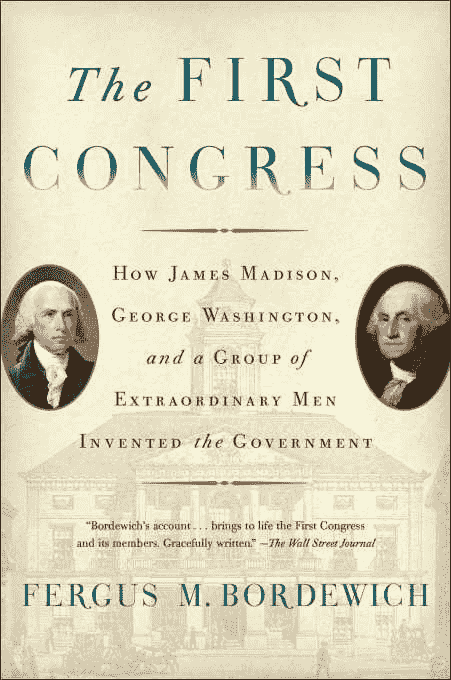 The FIRST
CONGRESS
HOW JAMES MADISON,
GEORGE WASHINGTON,
and a GROUP of
EXTRAORDINARY MEN
INVENTED the GOVERNMENT
“Bordewich’s account . . . brings to life the First Congress
and its members. Gracefully written.” —The Wall Street Journal
FERGUS M. BORDEWICH